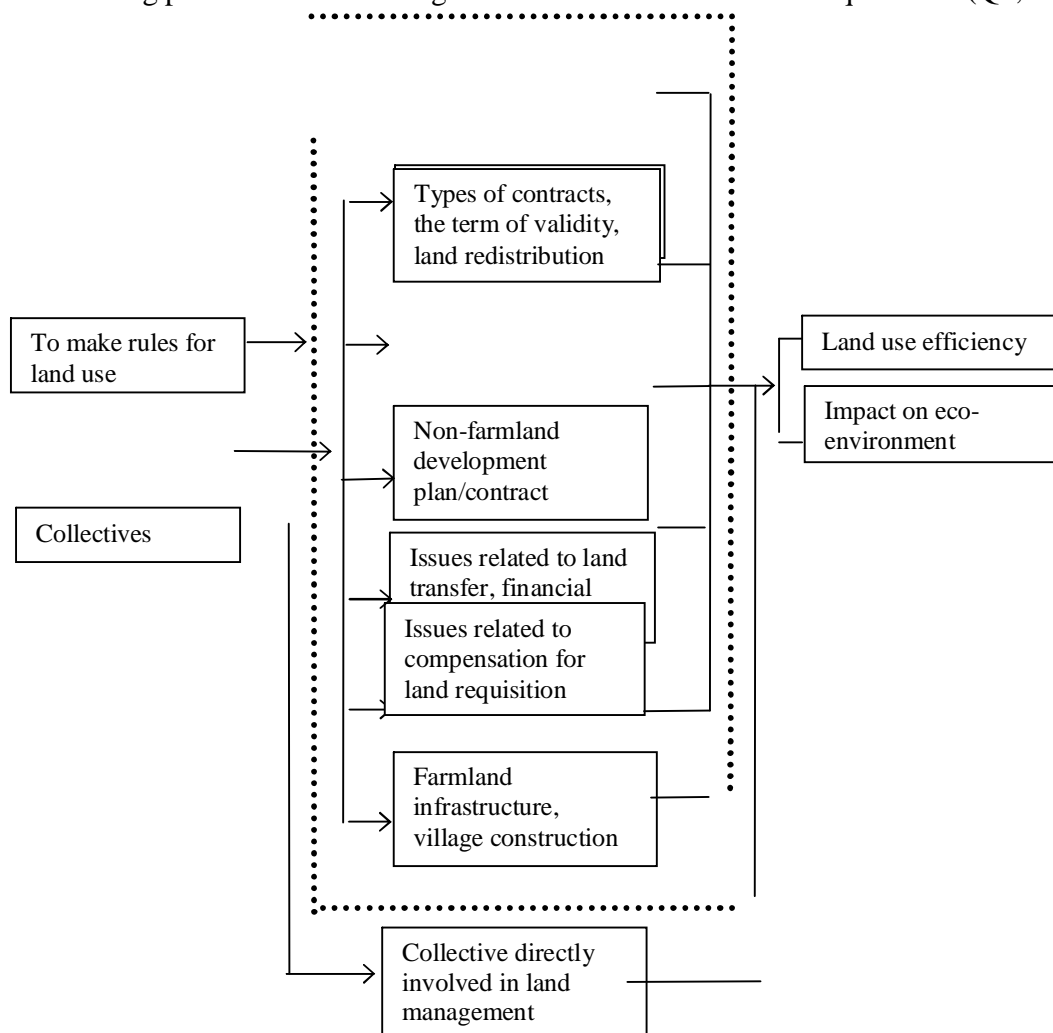 Types of contracts,
the term of validity,
land redistribution
To make rules for
land use
Land use efficiency
Impact on eco-
environment
Non-farmland
development
plan/contract
Collectives
Issues related to land
transfer, financial
Issues related to
compensation for
land requisition
Farmland
infrastructure,
village construction
Collective directly
involved in land
management